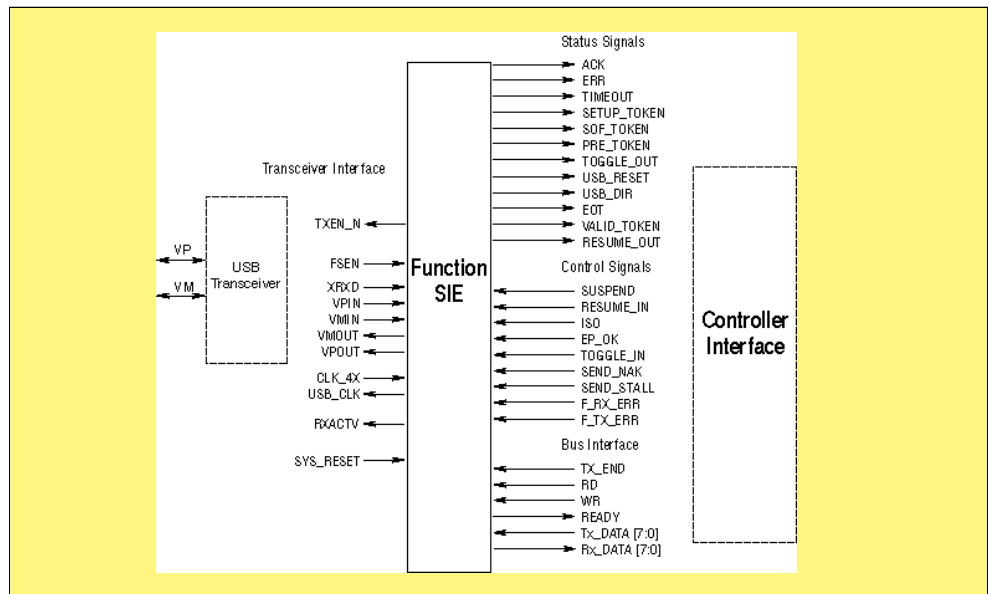 Status Signals
ACK
ERR
TIMEOUT
SETUP_TOKEN
SOF_TOKEN
PRE_TOKEN
TOGGLE_OUT
USB_RESET
USB_DIR
EOT
VALID_TOKEN
RESUME_OUT
Transceiver Interface
TXEN_N
FSEN
XRXD
VPIN
VMIN
VMOUT
VPOUT
CLK_4X
USB_CLK
RXACTV
SYS_RESET
VP
VM
USB
Transceiver
Function
SIE
Control Signals
SUSPEND
RESUME_IN
ISO
EP_OK
TOGGLE_IN
SEND_NAK
SEND_STALL
F_RX_ERR
F_TX_ERR
Bus Interface
TX_END
RD
WR
READY
Tx_DATA [7:0]
Rx_DATA [7:0]
Controller
Interface